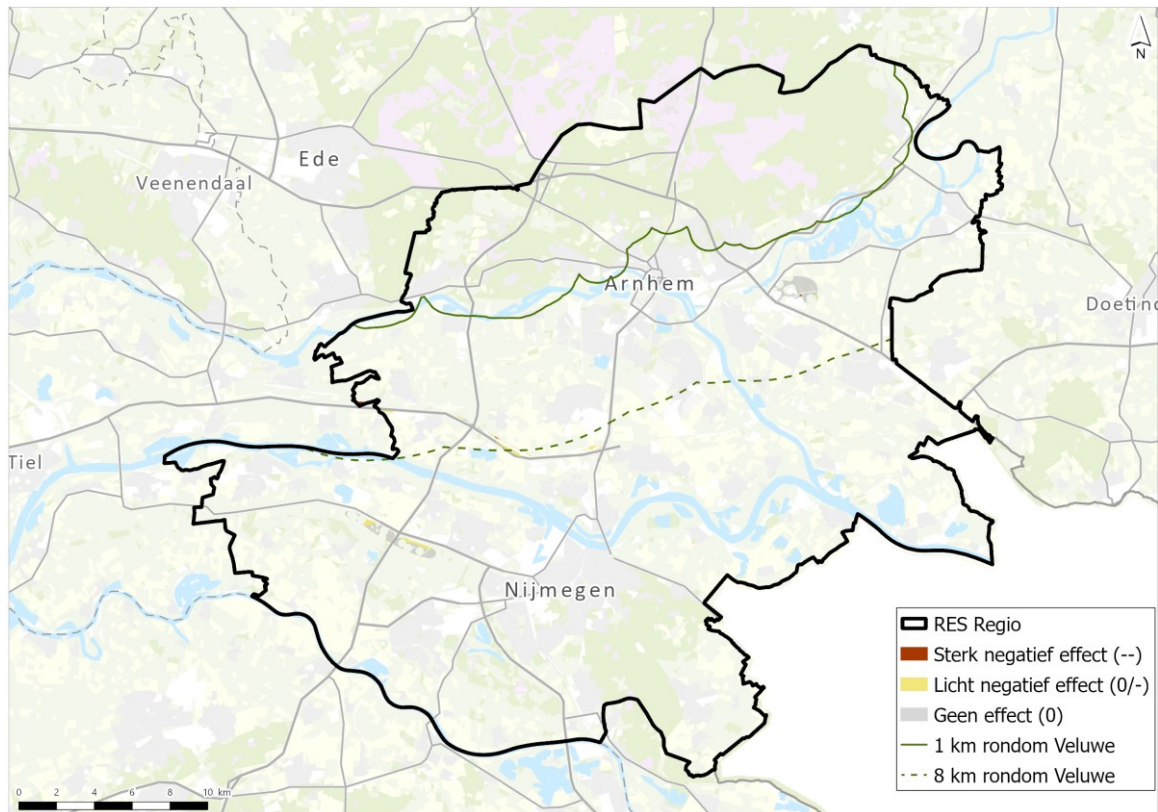 N
Ede
Veenendaal
Arnhem
Doetinc
Tiel
Nijmegen
RES Regio
Sterk negatief effect (--)
Licht negatief effect (0/-)
Geen effect (0)
1 km rondom Veluwe
8 km rondom Veluwe
0 2 4 6 8 10 km